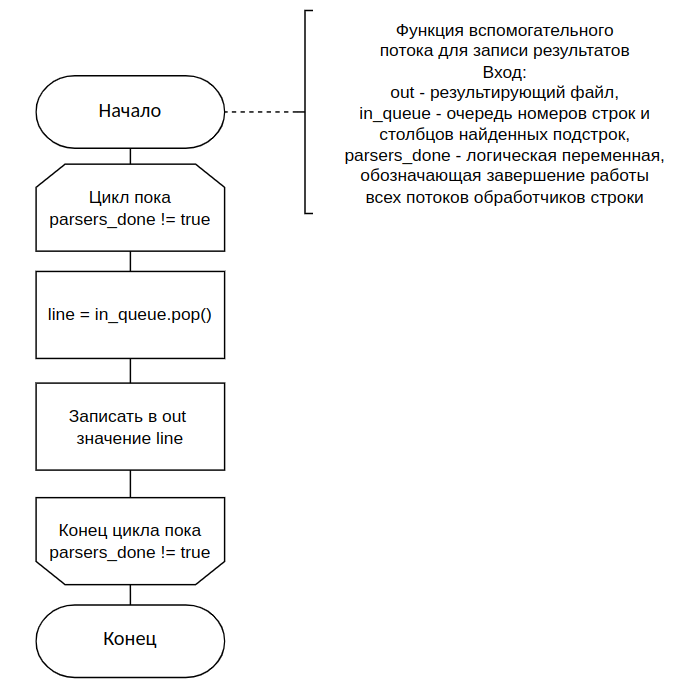 Функция вспомогательного
потока для записи результатов
Вход:
out - результирующий файл,
in_queue - очередь номеров строк и
столбцов найденных подстрок,
parsers_done - логическая переменная,
обозначающая завершение работы
всех потоков обработчиков строки
Начало
Цикл пока
parsers_done != true
line = in_queue.pop()
Записать в out
значение line
Конец цикла пока
parsers_done != true
Конец